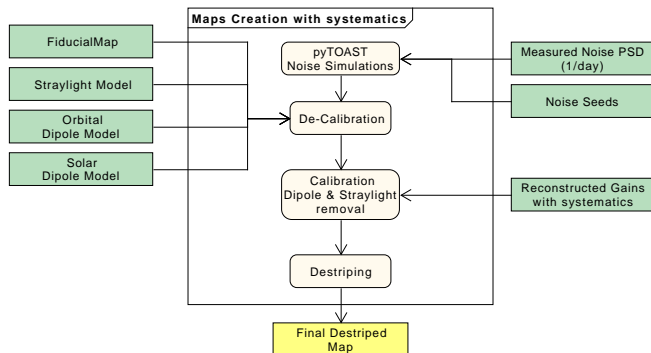 Maps Creation with systematics
FiducialMap
Straylight Model
Orbital
Dipole Model
Solar
Dipole Model
pyTOAST
Noise Simulations
De-Calibration
Calibration
Dipole & Straylight
removal
Destriping
Measured Noise PSD
(1/day)
Noise Seeds
Reconstructed Gains
with systematics
Final Destriped
Map